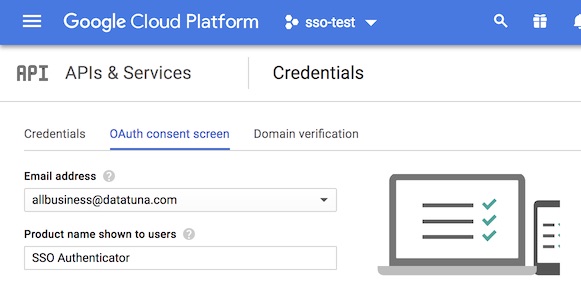 Google Cloud Platform sso-test
API APIs & Services Credentials
Credentials OAuth consent screen Domain verification
Email address ?
allbusiness@datatuna.com
Product name shown to users ?
SSO Authenticator